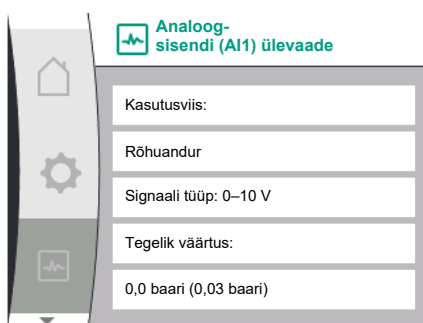 Analoog-
sisendi (AI1) ülevaade
Kasutusviis:
Rõhuandur
Signaali tüüp: 0–10 V
Tegelik väärtus:
0,0 baari (0,03 baari)